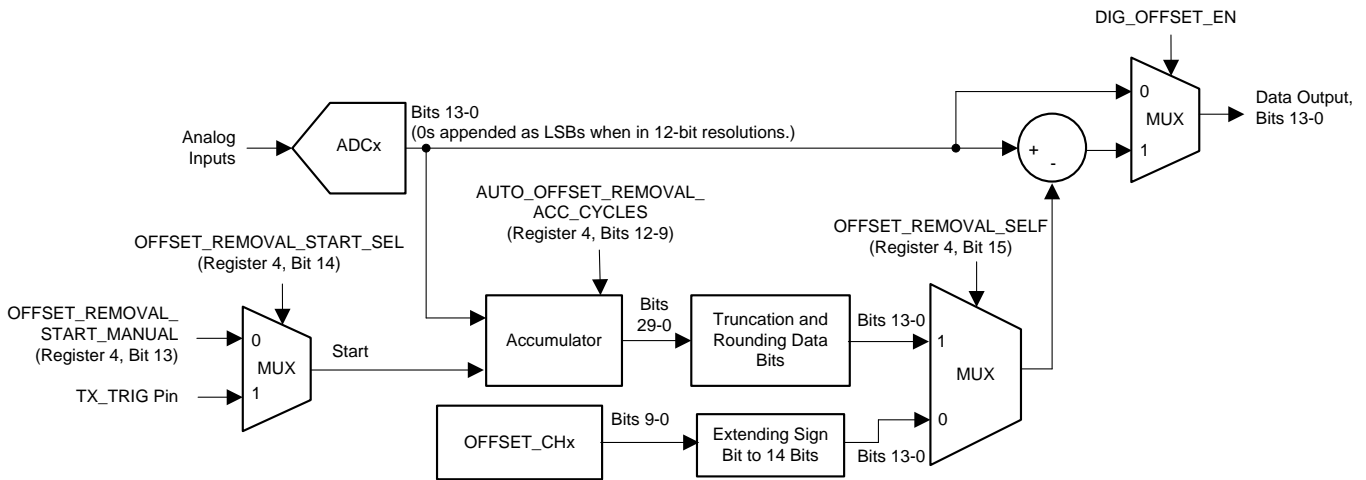 DIG_OFFSET_EN
0
MUX
1
Data Output,
Bits 13-0
Bits 13-0
(0s appended as LSBs when in 12-bit resolutions.)
Analog
Inputs
ADCx
+
-
AUTO_OFFSET_REMOVAL_
ACC_CYCLES
(Register 4, Bits 12-9)
OFFSET_REMOVAL_SELF
(Register 4, Bit 15)
OFFSET_REMOVAL_START_SEL
(Register 4, Bit 14)
OFFSET_REMOVAL_
START_MANUAL
(Register 4, Bit 13)
TX_TRIG Pin
0
MUX
1
Start
Accumulator
Bits
29-0
Truncation and
Rounding Data
Bits
Bits 13-0
1
MUX
0
OFFSET_CHx
Bits 9-0
Extending Sign
Bit to 14 Bits
Bits 13-0